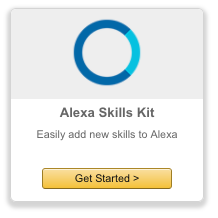 Alexa Skills Kit
Easily add new skills to Alexa
Get Started >